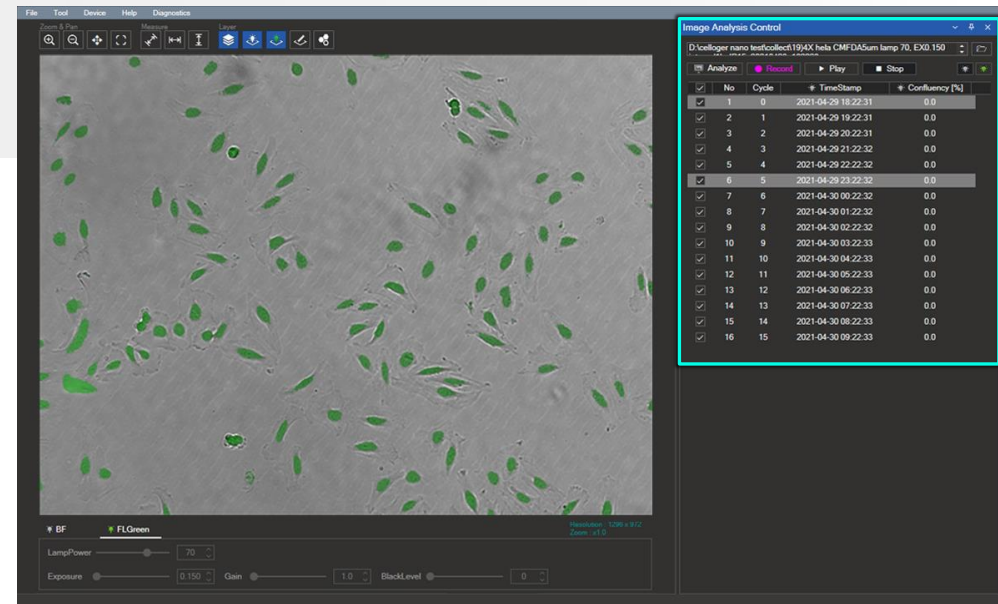 File Tool Device Help Diagnostics
Zoom & Pan Measure Layer
Image Analysis Control
D:\celloger nano test\collect\19)4X hela CMFDA5um lamp 70, EX0.150
Analyze Record Play Stop
No Cycle TimeStamp Confluency [%]
1 0 2021-04-29 18:22:31 0.0
2 1 2021-04-29 19:22:31 0.0
3 2 2021-04-29 20:22:31 0.0
4 3 2021-04-29 21:22:32 0.0
5 4 2021-04-29 22:22:32 0.0
6 5 2021-04-29 23:22:32 0.0
7 6 2021-04-30 00:22:32 0.0
8 7 2021-04-30 01:22:32 0.0
9 8 2021-04-30 02:22:32 0.0
10 9 2021-04-30 03:22:33 0.0
11 10 2021-04-30 04:22:33 0.0
12 11 2021-04-30 05:22:33 0.0
13 12 2021-04-30 06:22:33 0.0
14 13 2021-04-30 07:22:33 0.0
15 14 2021-04-30 08:22:33 0.0
16 15 2021-04-30 09:22:33 0.0
BF FLGreen
Resolution : 1296 x 972
Zoom : x1.0
LampPower 70
Exposure 0.150 Gain 1.0 BlackLevel 0